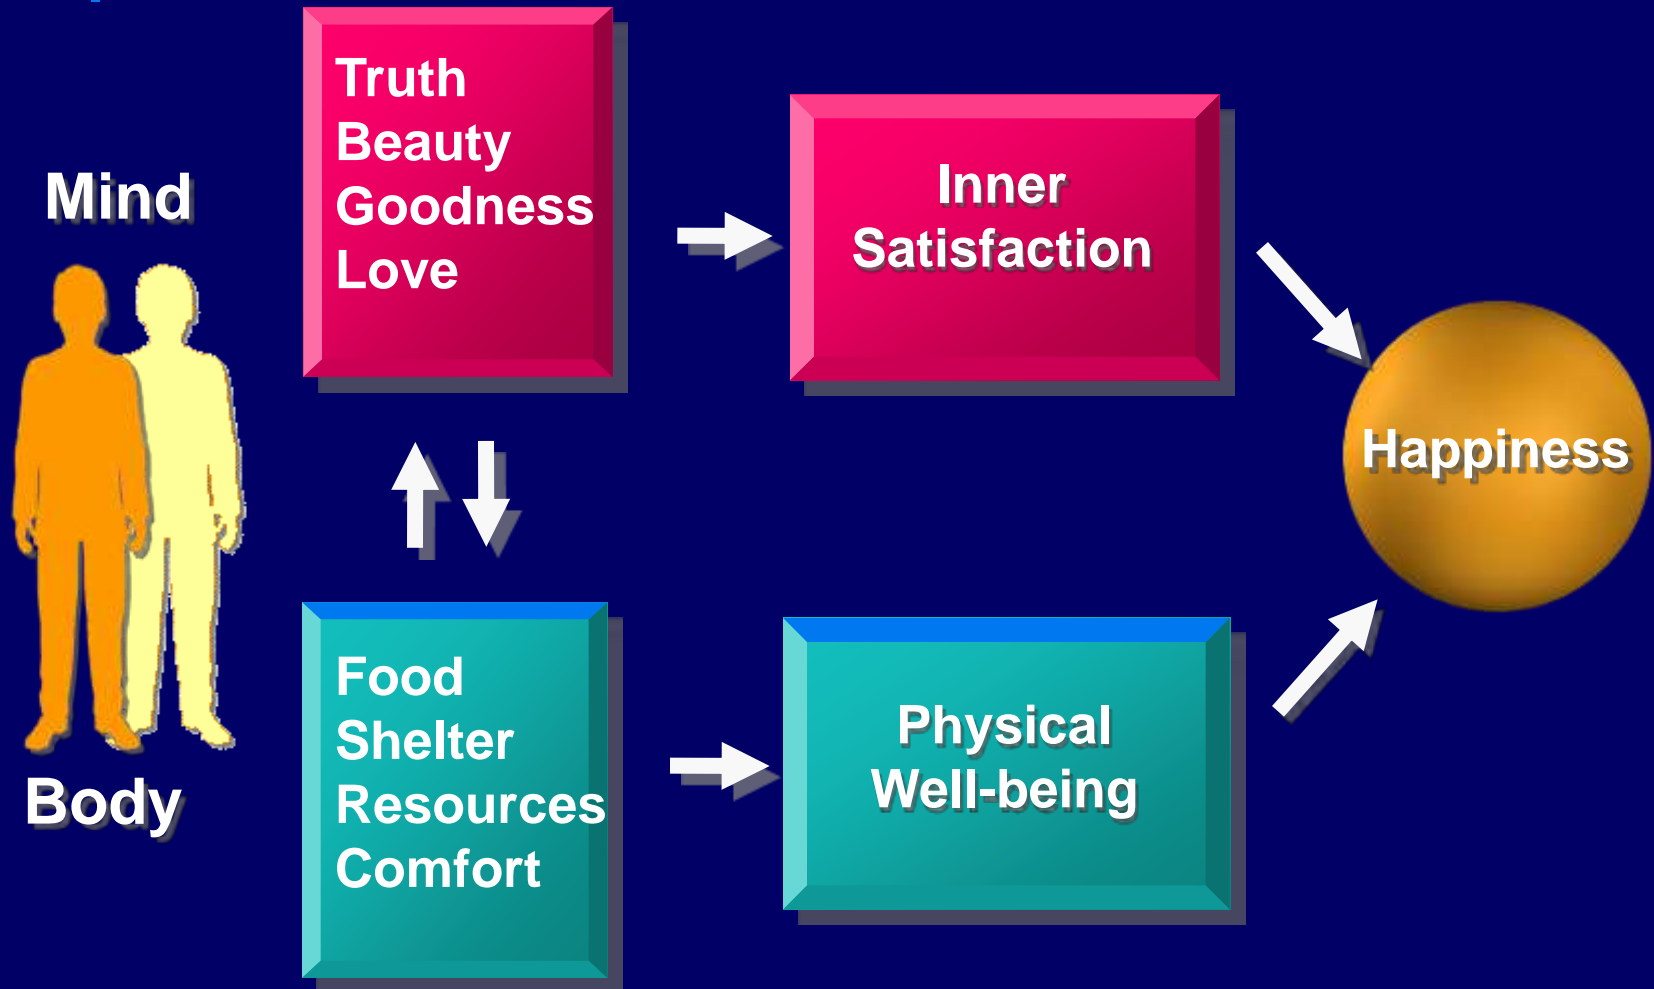 Mind
Truth
Beauty
Goodness
Love
Inner
Satisfaction
Happiness
Body
Food
Shelter
Resources
Comfort
Physical
Well-being